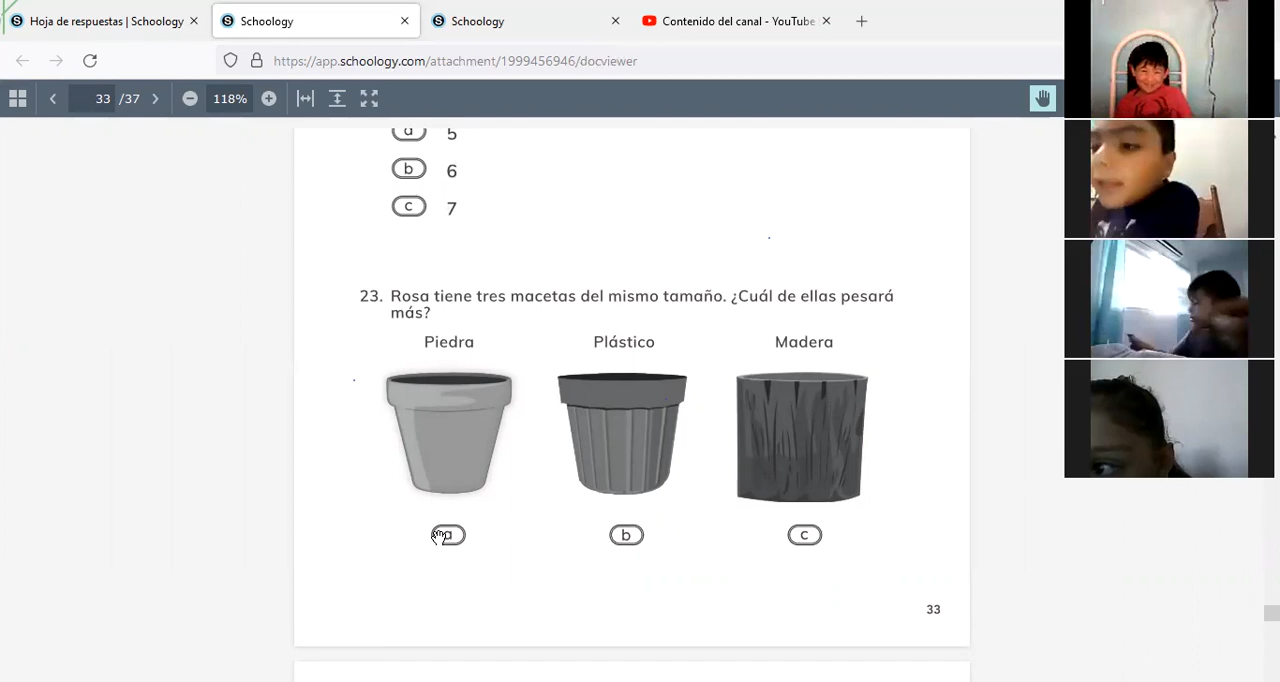 Hoja de respuestas | Schoology
Schoology
Schoology
Contenido del canal - YouTube
https://app.schoology.com/attachment/1999456946/docviewer
33 /37
118%
a 5
b 6
c 7
23. Rosa tiene tres macetas del mismo tamaño. ¿Cuál de ellas pesará
más?
Piedra Plástico Madera
a b c
33